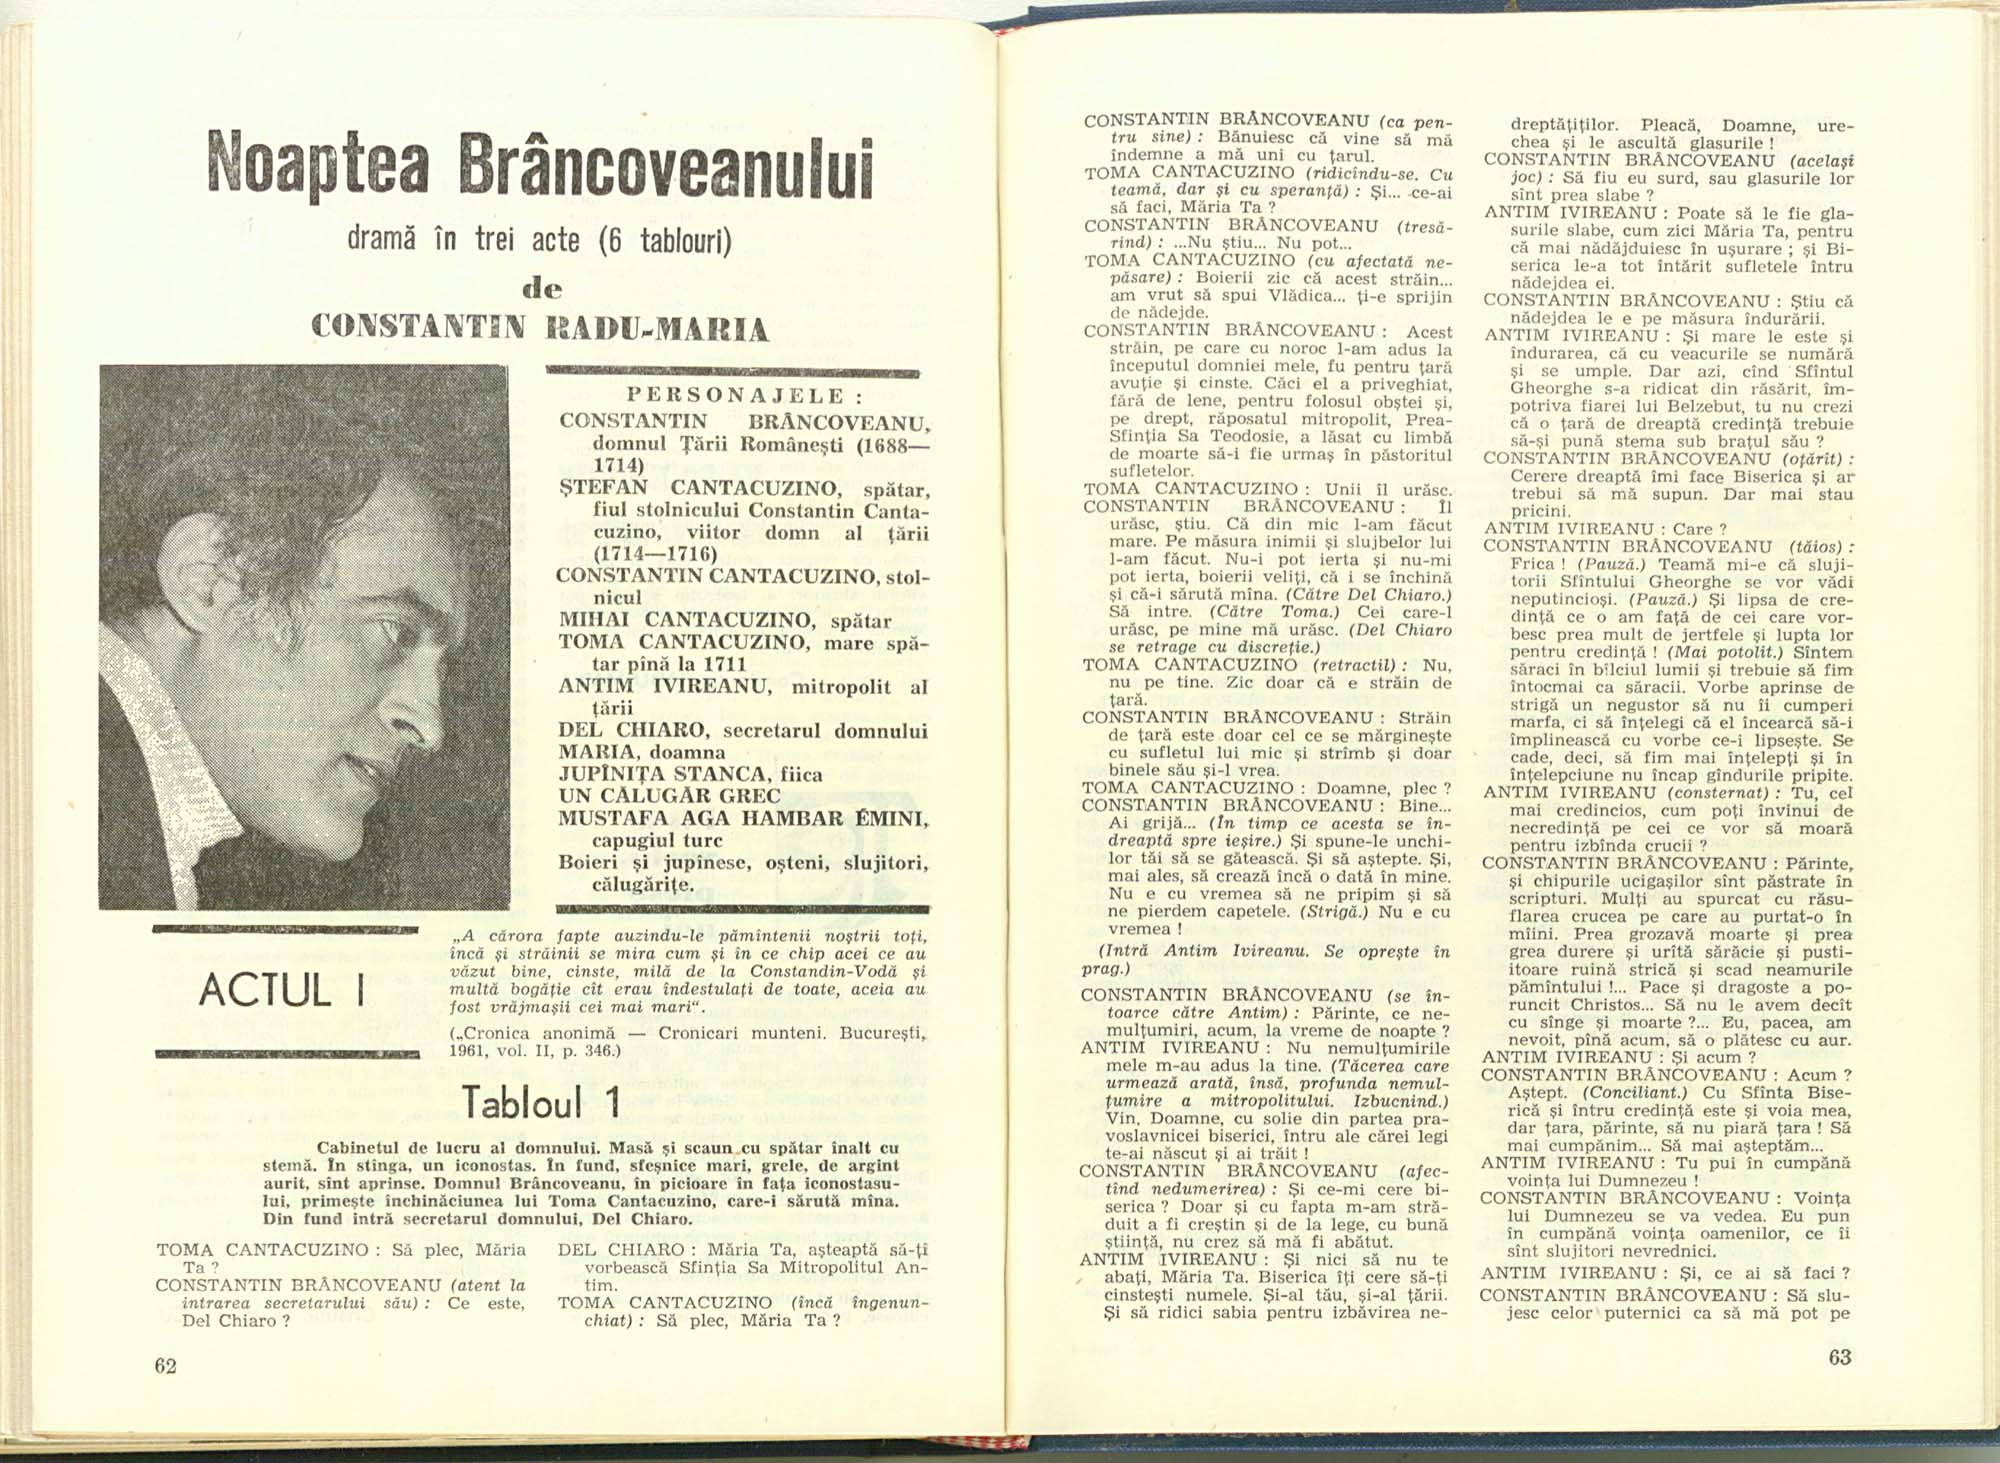 Noaptea Brâncoveanului
dramă în trei acte (6 tablouri)
de
CONSTANTIN RADU-MARIA
PERSONAJELE :
CONSTANTIN BRÂNCOVEANU,
domnul Țării Românești (1688—
1714)
ȘTEFAN CANTACUZINO, spătar,
fiul stolnicului Constantin Canta-
cuzino, viitor domn al țării
(1714—1716)
CONSTANTIN CANTACUZINO, stol-
nicul
MIHAI CANTACUZINO, spătar
TOMA CANTACUZINO, mare spă-
tar pînă la 1711
ANTIM IVIREANU, mitropolit al
țării
DEL CHIARO, secretarul domnului
MARIA, doamna
JUPÎNIȚA STANCA, fiica
UN CĂLUGĂR GREC
MUSTAFA AGA HAMBAR ÉMINI,
capugiul turc
Boieri și jupînese, oșteni, slujitori,
călugărițe.
ACTUL I
„A cărora fapte auzindu-le pămîntenii noștrii toți,
încă și străinii se mira cum și în ce chip acei ce au
văzut bine, cinste, milă de la Constandin-Vodă și
multă bogăție cît erau îndestulați de toate, aceia au
fost vrăjmașii cei mai mari“.
(„Cronica anonimă — Cronicari munteni. București,
1961, vol. II, p. 346.)
Tabloul 1
Cabinetul de lucru al domnului. Masă și scaun cu spătar înalt cu
stemă. În stînga, un iconostas. În fund, sfeșnice mari, grele, de argint
aurit, sînt aprinse. Domnul Brâncoveanu, în picioare în fața iconostasu-
lui, primește închinăciunea lui Toma Cantacuzino, care-i sărută mîna.
Din fund intră secretarul domnului, Del Chiaro.
TOMA CANTACUZINO : Să plec, Măria
Ta ?
CONSTANTIN BRÂNCOVEANU (atent la
intrarea secretarului său) : Ce este,
Del Chiaro ?
DEL CHIARO : Măria Ta, așteaptă să-ți
vorbească Sfinția Sa Mitropolitul An-
tim.
TOMA CANTACUZINO (încă îngenun-
chiat) : Să plec, Măria Ta ?
62
CONSTANTIN BRÂNCOVEANU (ca pen-
tru sine) : Bănuiesc că vine să mă
îndemne a mă uni cu țarul.
TOMA CANTACUZINO (ridicîndu-se. Cu
teamă, dar și cu speranță) : Și... ce-ai
să faci, Măria Ta ?
CONSTANTIN BRÂNCOVEANU (tresă-
rind) : ...Nu știu... Nu pot...
TOMA CANTACUZINO (cu afectată ne-
păsare) : Boierii zic că acest străin...
am vrut să spui Vlădica... ți-e sprijin
de nădejde.
CONSTANTIN BRÂNCOVEANU : Acest
străin, pe care cu noroc l-am adus la
începutul domniei mele, fu pentru țară
avuție și cinste. Căci el a priveghiat,
fără de lene, pentru folosul obștei și,
pe drept, răposatul mitropolit, Prea-
Sfinția Sa Teodosie, a lăsat cu limbă
de moarte să-i fie urmaș în păstoritul
sufletelor.
TOMA CANTACUZINO : Unii îl urăsc.
CONSTANTIN BRÂNCOVEANU : Îl
urăsc, știu. Că din mic l-am făcut
mare. Pe măsura inimii și slujbelor lui
l-am făcut. Nu-i pot ierta și nu-mi
pot ierta, boierii veliți, că i se închină
și că-i sărută mîna. (Către Del Chiaro.)
Să intre. (Către Toma.) Cei care-l
urăsc, pe mine mă urăsc. (Del Chiaro
se retrage cu discreție.)
TOMA CANTACUZINO (retractil) : Nu,
nu pe tine. Zic doar că e străin de
țară.
CONSTANTIN BRÂNCOVEANU : Străin
de țară este doar cel ce se mărginește
cu sufletul lui mic și strîmb și doar
binele său și-l vrea.
TOMA CANTACUZINO : Doamne, plec ?
CONSTANTIN BRÂNCOVEANU : Bine...
Ai grijă... (În timp ce acesta se în-
dreaptă spre ieșire.) Și spune-le unchi-
lor tăi să se gătească. Și să aștepte. Și,
mai ales, să crează încă o dată în mine.
Nu e cu vremea să ne pripim și să
ne pierdem capetele. (Strigă.) Nu e cu
vremea !
(Intră Antim Ivireanu. Se oprește în
prag.)
CONSTANTIN BRÂNCOVEANU (se în-
toarce către Antim) : Părinte, ce ne-
mulțumiri, acum, la vreme de noapte ?
ANTIM IVIREANU : Nu nemulțumirile
mele m-au adus la tine. (Tăcerea care
urmează arată, însă, profunda nemul-
țumire a mitropolitului. Izbucnind.)
Vin, Doamne, cu solie din partea pra-
voslavnicei biserici, întru ale cărei legi
te-ai născut și ai trăit !
CONSTANTIN BRÂNCOVEANU (afec-
tînd nedumerirea) : Și ce-mi cere bi-
serica ? Doar și cu fapta m-am stră-
duit a fi creștin și de la lege, cu bună
știință, nu crez să mă fi abătut.
ANTIM IVIREANU : Și nici să nu te
abați, Măria Ta. Biserica îți cere să-ți
cinstești numele. Și-al tău, și-al țării.
Și să ridici sabia pentru izbăvirea ne-
dreptățiților. Pleacă, Doamne, ure-
chea și le ascultă glasurile !
CONSTANTIN BRÂNCOVEANU (același
joc) : Să fiu eu surd, sau glasurile lor
sînt prea slabe ?
ANTIM IVIREANU : Poate să le fie gla-
surile slabe, cum zici Măria Ta, pentru
că mai nădăjduiesc în ușurare ; și Bi-
serica le-a tot întărit sufletele întru
nădejdea ei.
CONSTANTIN BRÂNCOVEANU : Știu că
nădejdea le e pe măsura îndurării.
ANTIM IVIREANU : Și mare le este și
îndurarea, că cu veacurile se numără
și se umple. Dar azi, cînd Sfîntul
Gheorghe s-a ridicat din răsărit, îm-
potriva fiarei lui Belzebut, tu nu crezi
că o țară de dreaptă credință trebuie
să-și pună stema sub brațul său ?
CONSTANTIN BRÂNCOVEANU (oțărît) :
Cerere dreaptă îmi face Biserica și ar
trebui să mă supun. Dar mai stau
pricini.
ANTIM IVIREANU : Care ?
CONSTANTIN BRÂNCOVEANU (tăios) :
Frica ! (Pauză.) Teamă mi-e că sluji-
torii Sfîntului Gheorghe se vor vădi
neputincioși. (Pauză.) Și lipsa de cre-
dință ce o am față de cei care vor-
besc prea mult de jertfele și lupta lor
pentru credință ! (Mai potolit.) Sîntem
săraci în bîlciul lumii și trebuie să fim
întocmai ca săracii. Vorbe aprinse de
strigă un negustor să nu îi cumperi
marfa, ci să înțelegi că el încearcă să-i
împlinească cu vorbe ce-i lipsește. Se
cade, deci, să fim mai înțelepți și în
înțelepciune nu încap gîndurile pripite.
ANTIM IVIREANU (consternat) : Tu, cel
mai credincios, cum poți învinui de
necredință pe cei ce vor să moară
pentru izbînda crucii ?
CONSTANTIN BRÂNCOVEANU : Părinte,
și chipurile ucigașilor sînt păstrate în
scripturi. Mulți au spurcat cu răsu-
flarea crucea pe care au purtat-o în
mîini. Prea grozavă moarte și prea
grea durere și urîtă sărăcie și pusti-
itoare ruină strică și scad neamurile
pămîntului !... Pace și dragoste a po-
runcit Christos... Să nu le avem decît
cu sînge și moarte ?... Eu, pacea, am
nevoit, pînă acum, să o plătesc cu aur.
ANTIM IVIREANU : Și acum ?
CONSTANTIN BRÂNCOVEANU : Acum ?
Aștept. (Conciliant.) Cu Sfînta Bise-
rică și întru credință este și voia mea,
dar țara, părinte, să nu piară țara ! Să
mai cumpănim... Să mai așteptăm...
ANTIM IVIREANU : Tu pui în cumpănă
voința lui Dumnezeu !
CONSTANTIN BRÂNCOVEANU : Voința
lui Dumnezeu se va vedea. Eu pun
în cumpănă voința oamenilor, ce îi
sînt slujitori nevrednici.
ANTIM IVIREANU : Și, ce ai să faci ?
CONSTANTIN BRÂNCOVEANU : Să slu-
jesc celor puternici ca să mă pot pe
63